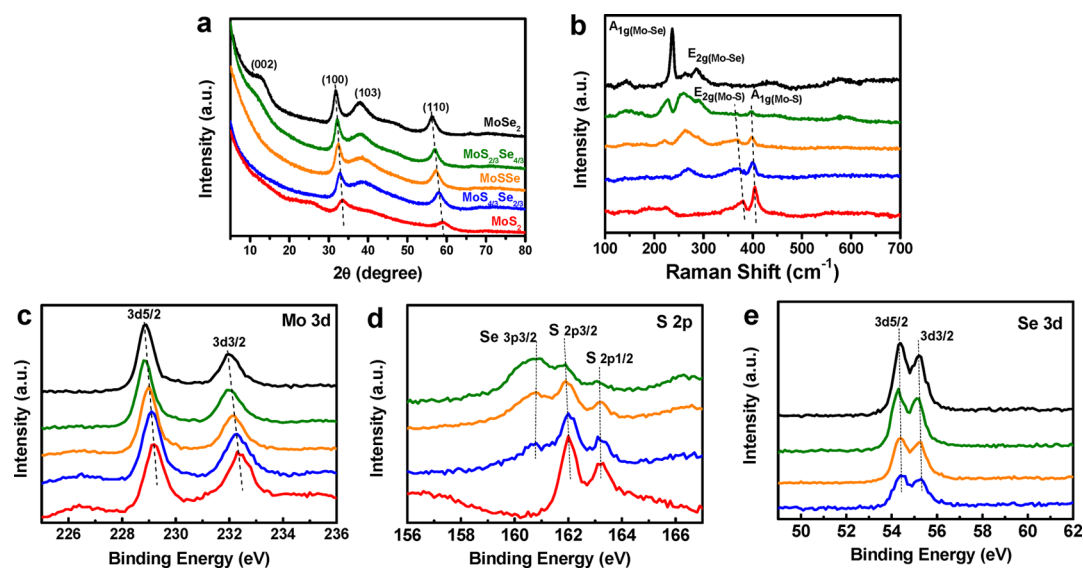 a
(002)
(100)
(103)
(110)
MoSe2
MoS2/3Se4/3
MoSSe
MoS4/3Se2/3
MoS2
Intensity (a.u.)
0 10 20 30 40 50 60 70 80
2θ (degree)
b
A1g(Mo-Se)
E2g(Mo-Se)
E2g(Mo-S)
A1g(Mo-S)
Intensity (a.u.)
100 200 300 400 500 600 700
Raman Shift (cm-1)
c
Mo 3d
3d5/2
3d3/2
Intensity (a.u.)
226 228 230 232 234 236
Binding Energy (eV)
d
S 2p
Se 3p3/2
S 2p3/2
S 2p1/2
Intensity (a.u.)
156 158 160 162 164 166
Binding Energy (eV)
e
Se 3d
3d5/2
3d3/2
Intensity (a.u.)
50 52 54 56 58 60 62
Binding Energy (eV)